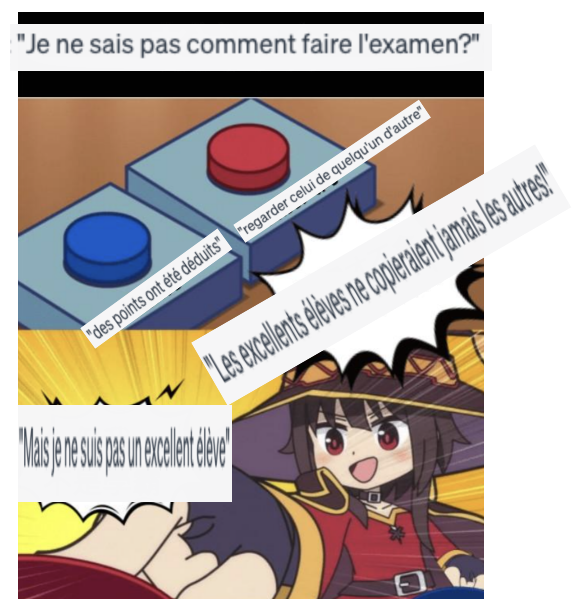 "Je ne sais pas comment faire l'examen?"
"regarder celui de quelqu'un d'autre"
"des points ont été déduits"
"Les excellents élèves ne copieraient jamais les autres!"
"Mais je ne suis pas un excellent élève"